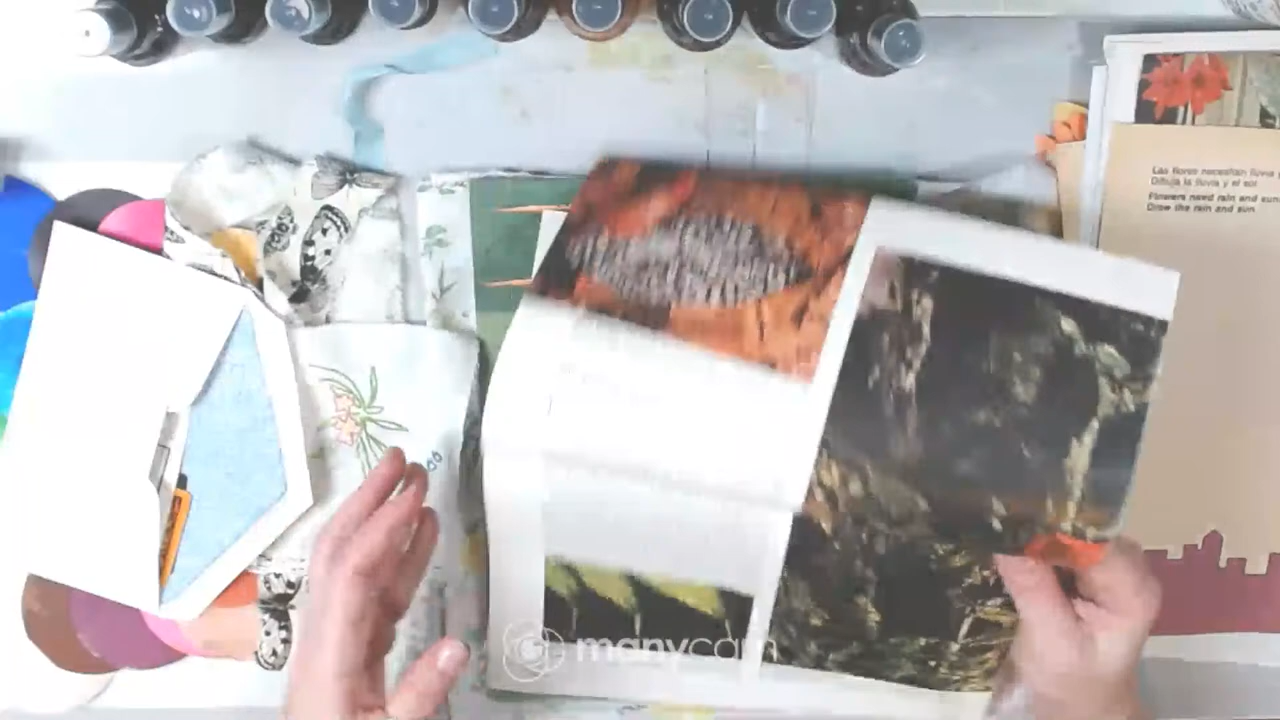 Las flores necesitan lluvia y
Dibuja la lluvia y el sol
Flowers need rain and sun
Draw the rain and sun
manycam